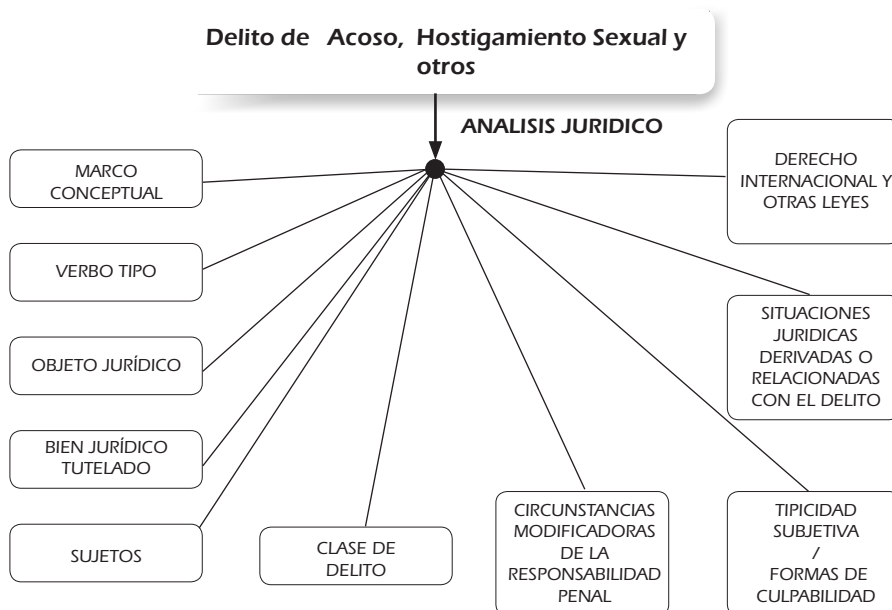 Delito de Acoso, Hostigamiento Sexual y
otros
ANALISIS JURIDICO
MARCO
CONCEPTUAL
VERBO TIPO
OBJETO JURÍDICO
BIEN JURÍDICO
TUTELADO
SUJETOS
CLASE DE
DELITO
CIRCUNSTANCIAS
MODIFICADORAS
DE LA
RESPONSABILIDAD
PENAL
TIPICIDAD
SUBJETIVA
/
FORMAS DE
CULPABILIDAD
SITUACIONES
JURIDICAS
DERIVADAS O
RELACIONADAS
CON EL DELITO
DERECHO
INTERNACIONAL Y
OTRAS LEYES